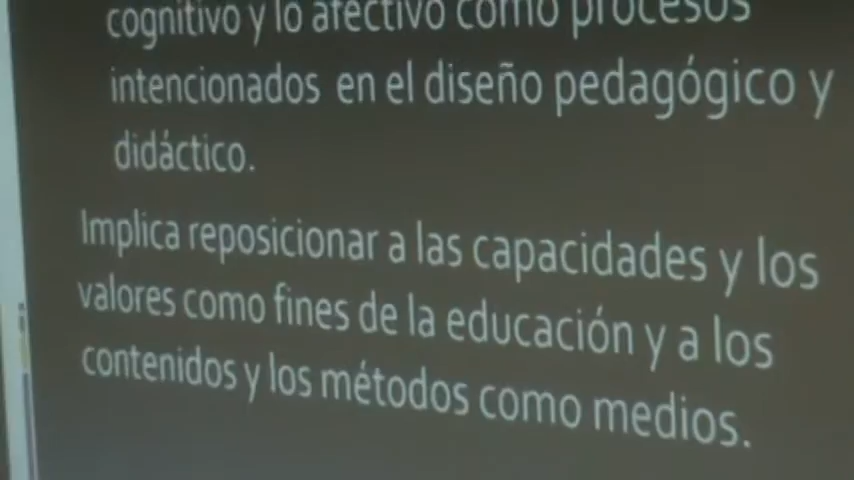 cognitivo y lo afectivo como procesos
intencionados en el diseño pedagógico y
didáctico.
Implica reposicionar a las capacidades y los
valores como fines de la educación y a los
contenidos y los métodos como medios.